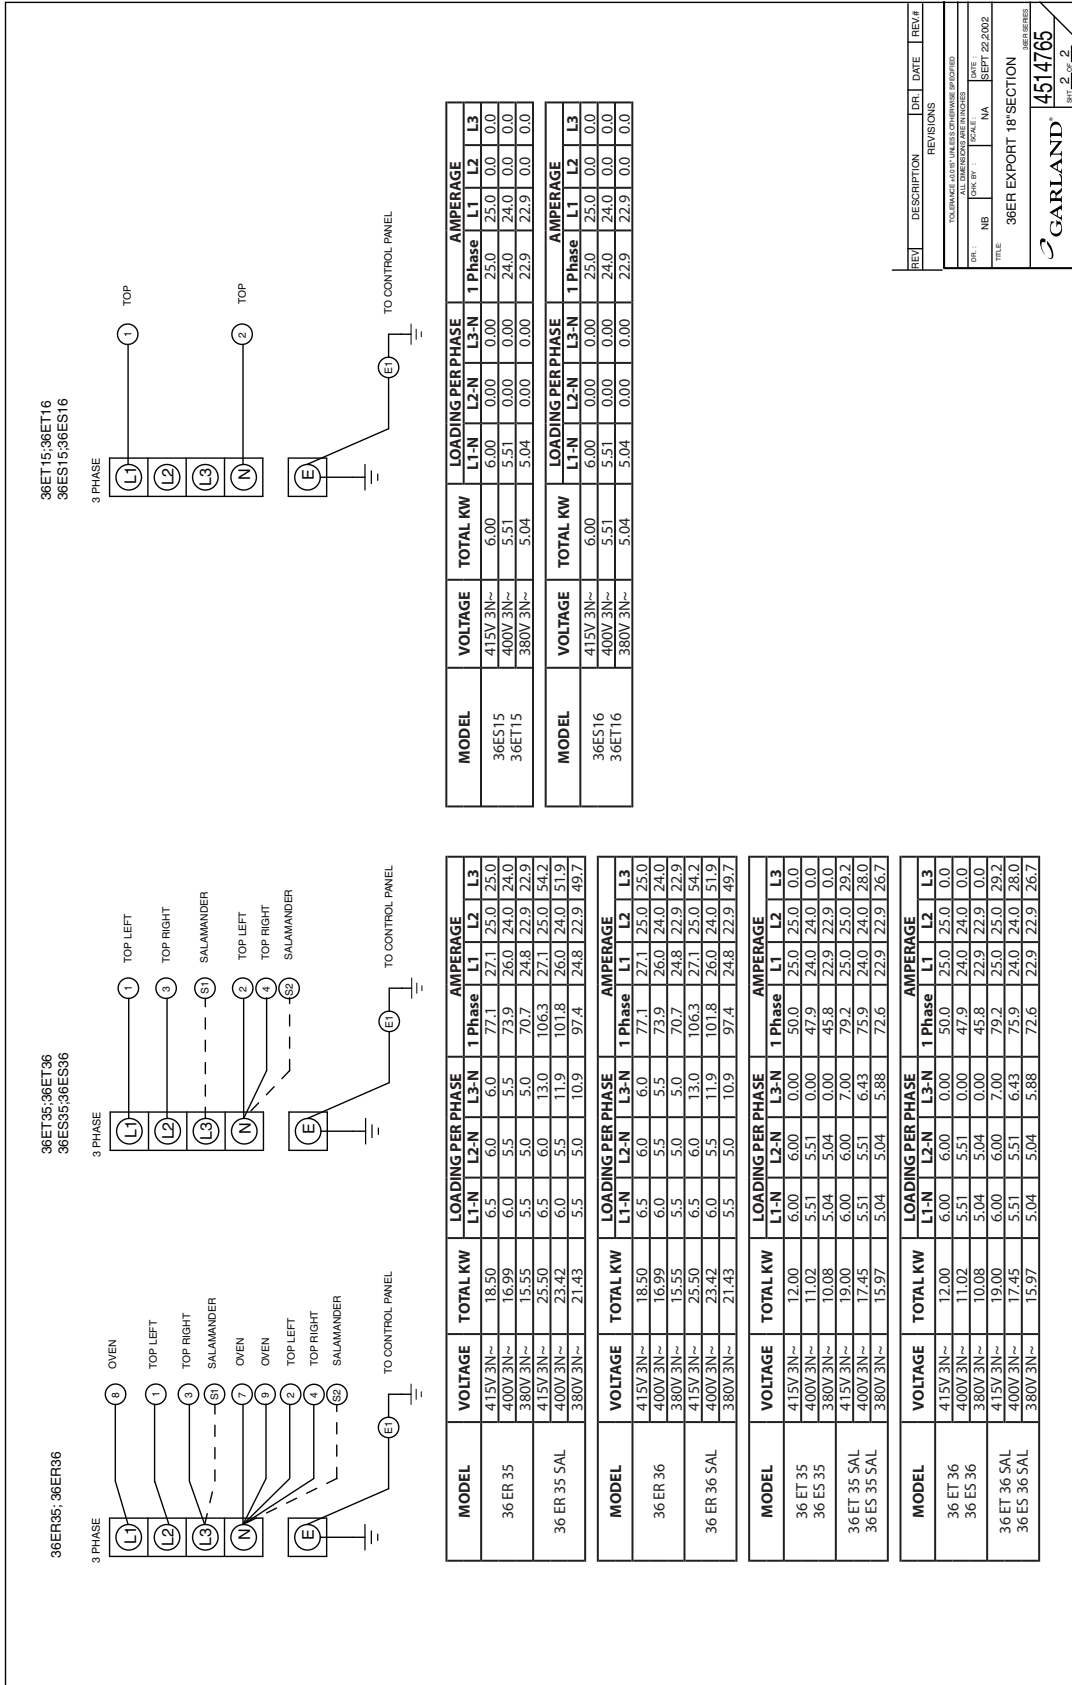 36ER35; 36ER36
3 PHASE
L1
L2
L3
N
E
8 OVEN
1 TOP LEFT
3 TOP RIGHT
S1 SALAMANDER
7 OVEN
9 OVEN
2 TOP LEFT
4 TOP RIGHT
S2 SALAMANDER
E1
TO CONTROL PANEL
36ET35;36ET36
36ES35;36ES36
3 PHASE
L1
L2
L3
N
E
1 TOP LEFT
3 TOP RIGHT
S1 SALAMANDER
2 TOP LEFT
4 TOP RIGHT
S2 SALAMANDER
E1
TO CONTROL PANEL
36ET15;36ET16
36ES15;36ES16
3 PHASE
L1
L2
L3
N
E
1 TOP
2 TOP
E1
TO CONTROL PANEL
MODEL VOLTAGE TOTAL KW LOADING PER PHASE AMPERAGE
L1-N L2-N L3-N 1 Phase L1 L2 L3
36 ER 35
415V 3N~ 18.50 6.5 6.0 6.0 77.1 27.1 25.0 25.0
400V 3N~ 16.99 6.0 5.5 5.5 73.9 26.0 24.0 24.0
380V 3N~ 15.55 5.5 5.0 5.0 70.7 24.8 22.9 22.9
36 ER 35 SAL
415V 3N~ 25.50 6.5 6.0 13.0 106.3 27.1 25.0 54.2
400V 3N~ 23.42 6.0 5.5 11.9 101.8 26.0 24.0 51.9
380V 3N~ 21.43 5.5 5.0 10.9 97.4 24.8 22.9 49.7
MODEL VOLTAGE TOTAL KW LOADING PER PHASE AMPERAGE
L1-N L2-N L3-N 1 Phase L1 L2 L3
36 ER 36
415V 3N~ 18.50 6.5 6.0 6.0 77.1 27.1 25.0 25.0
400V 3N~ 16.99 6.0 5.5 5.5 73.9 26.0 24.0 24.0
380V 3N~ 15.55 5.5 5.0 5.0 70.7 24.8 22.9 22.9
36 ER 36 SAL
415V 3N~ 25.50 6.5 6.0 13.0 106.3 27.1 25.0 54.2
400V 3N~ 23.42 6.0 5.5 11.9 101.8 26.0 24.0 51.9
380V 3N~ 21.43 5.5 5.0 10.9 97.4 24.8 22.9 49.7
MODEL VOLTAGE TOTAL KW LOADING PER PHASE AMPERAGE
L1-N L2-N L3-N 1 Phase L1 L2 L3
36 ET 35
36 ES 35
415V 3N~ 12.00 6.00 6.00 0.00 50.0 25.0 25.0 0.0
400V 3N~ 11.02 5.51 5.51 0.00 47.9 24.0 24.0 0.0
380V 3N~ 10.08 5.04 5.04 0.00 45.8 22.9 22.9 0.0
36 ET 35 SAL
36 ES 35 SAL
415V 3N~ 19.00 6.00 6.00 7.00 79.2 25.0 25.0 29.2
400V 3N~ 17.45 5.51 5.51 6.43 75.9 24.0 24.0 28.0
380V 3N~ 15.97 5.04 5.04 5.88 72.6 22.9 22.9 26.7
MODEL VOLTAGE TOTAL KW LOADING PER PHASE AMPERAGE
L1-N L2-N L3-N 1 Phase L1 L2 L3
36 ET 36
36 ES 36
415V 3N~ 12.00 6.00 6.00 0.00 50.0 25.0 25.0 0.0
400V 3N~ 11.02 5.51 5.51 0.00 47.9 24.0 24.0 0.0
380V 3N~ 10.08 5.04 5.04 0.00 45.8 22.9 22.9 0.0
36 ET 36 SAL
36 ES 36 SAL
415V 3N~ 19.00 6.00 6.00 7.00 79.2 25.0 25.0 29.2
400V 3N~ 17.45 5.51 5.51 6.43 75.9 24.0 24.0 28.0
380V 3N~ 15.97 5.04 5.04 5.88 72.6 22.9 22.9 26.7
MODEL VOLTAGE TOTAL KW LOADING PER PHASE AMPERAGE
L1-N L2-N L3-N 1 Phase L1 L2 L3
36ES15
36ET15
415V 3N~ 6.00 6.00 0.00 0.00 25.0 25.0 0.0 0.0
400V 3N~ 5.51 5.51 0.00 0.00 24.0 24.0 0.0 0.0
380V 3N~ 5.04 5.04 0.00 0.00 22.9 22.9 0.0 0.0
MODEL VOLTAGE TOTAL KW LOADING PER PHASE AMPERAGE
L1-N L2-N L3-N 1 Phase L1 L2 L3
36ES16
36ET16
415V 3N~ 6.00 6.00 0.00 0.00 25.0 25.0 0.0 0.0
400V 3N~ 5.51 5.51 0.00 0.00 24.0 24.0 0.0 0.0
380V 3N~ 5.04 5.04 0.00 0.00 22.9 22.9 0.0 0.0
REV DESCRIPTION DR. DATE REV.#
REVISIONS
TOLERANCE ±0.015" UNLESS OTHERWISE SPECIFIED
ALL DIMENSIONS ARE IN INCHES
DR. : NB CHK. BY : SCALE : NA DATE : SEPT 22,2002
TITLE: 36ER EXPORT 18"SECTION
36ER SERIES
GARLAND® 4514765
SHT 2 OF 2